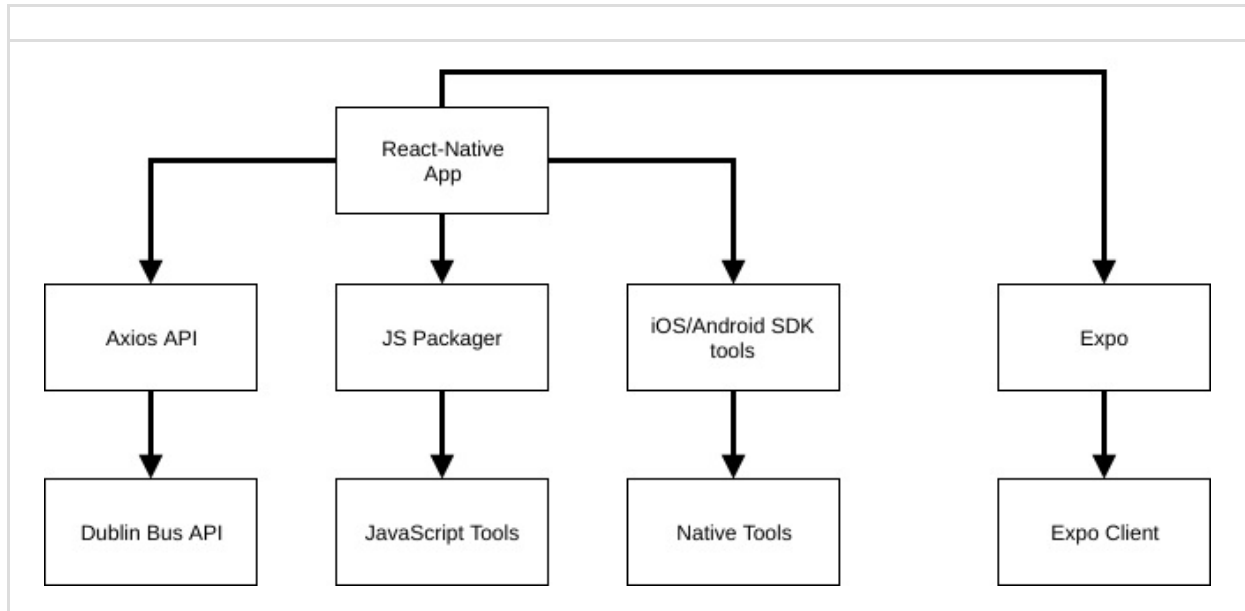 React-Native
App
Axios API
JS Packager
iOS/Android SDK
tools
Expo
Dublin Bus API
JavaScript Tools
Native Tools
Expo Client